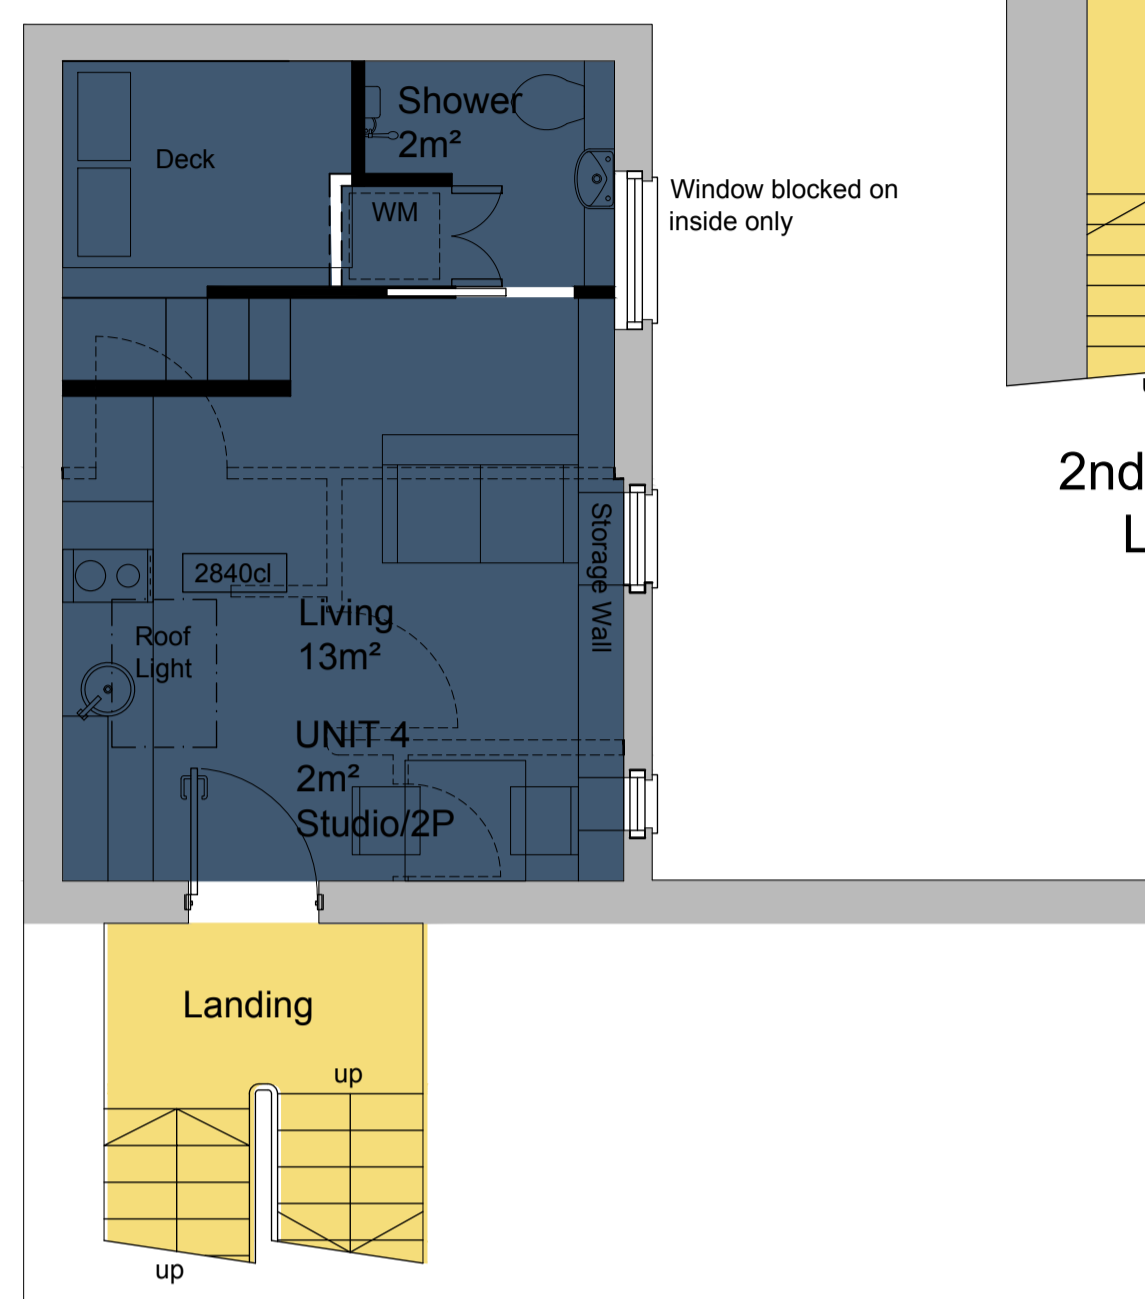 Shower
2m²
Deck
WM
Window blocked on
inside only
2nd
L
Storage Wall
2840cl
Living
13m²
Roof
Light
UNIT 4
2m²
Studio/2P
Landing
up
up